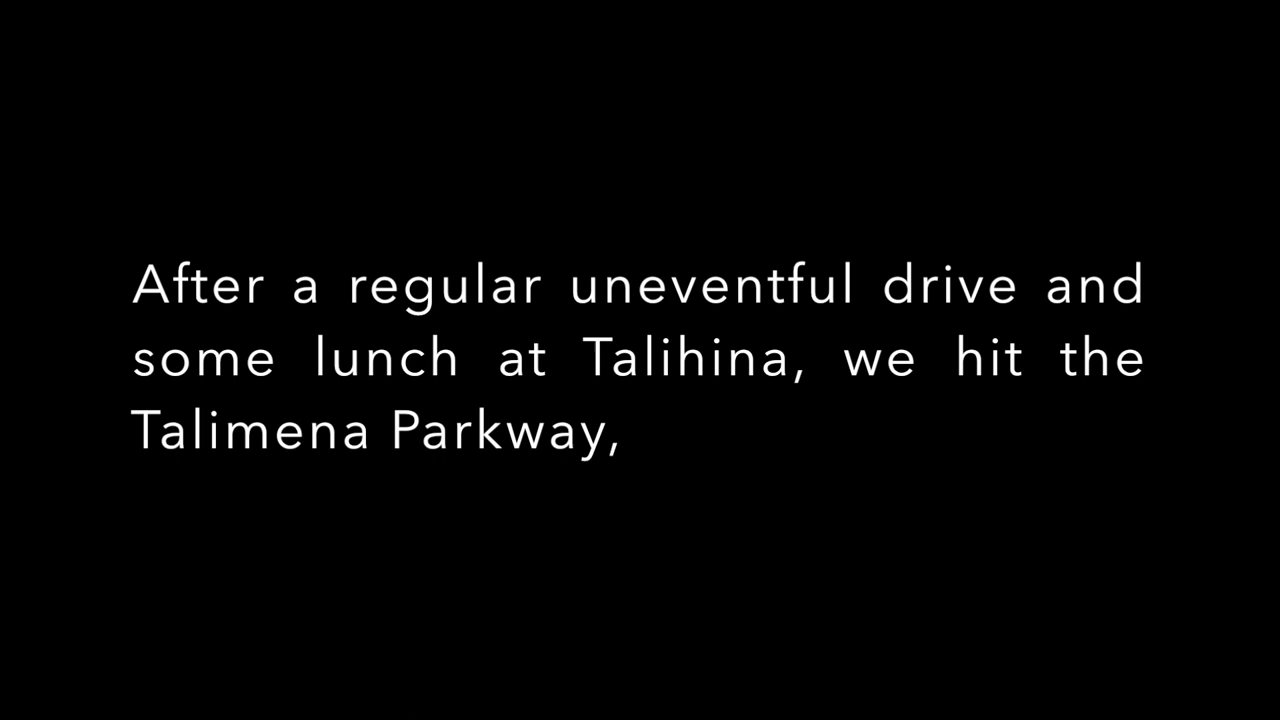 After a regular uneventful drive and
some lunch at Talihina, we hit the
Talimena Parkway,